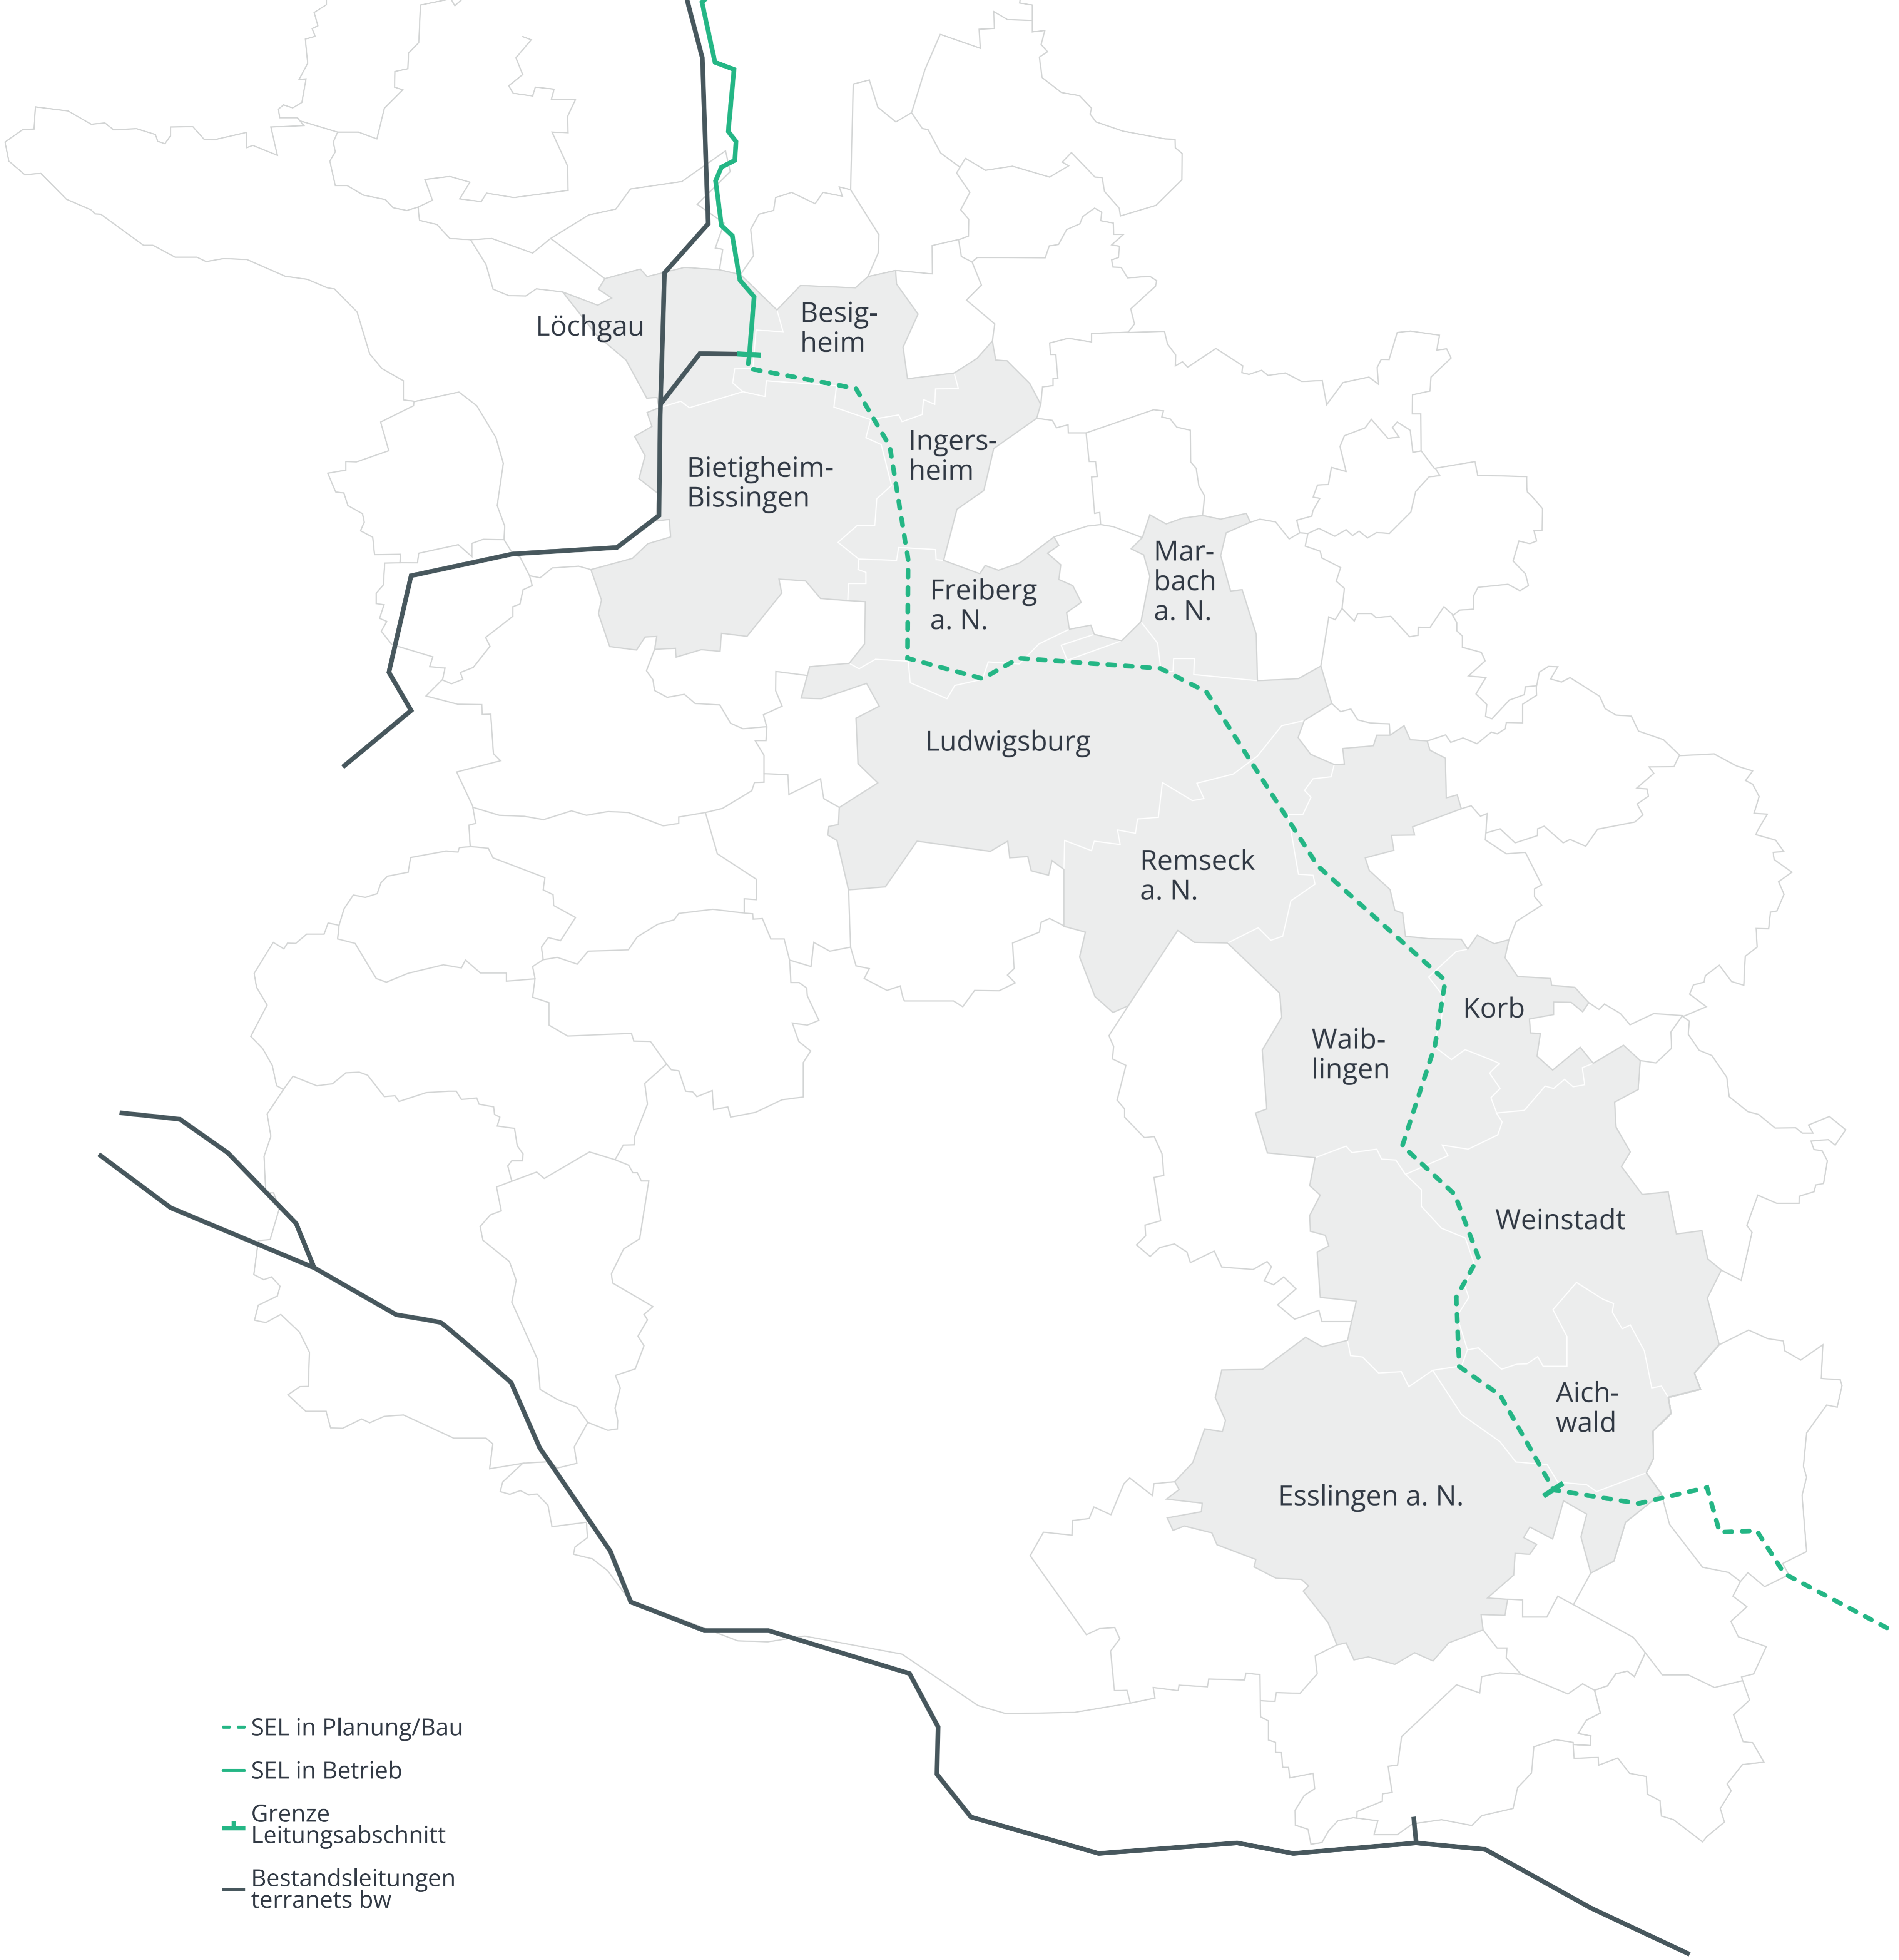 Löchgau
Besig-
heim
Ingers-
heim
Bietigheim-
Bissingen
Mar-
bach
a. N.
Freiberg
a. N.
Ludwigsburg
Remseck
a. N.
Korb
Waib-
lingen
Weinstadt
Aich-
wald
Esslingen a. N.
SEL in Planung/Bau
SEL in Betrieb
Grenze
Leitungsabschnitt
Bestandsleitungen
terranets bw